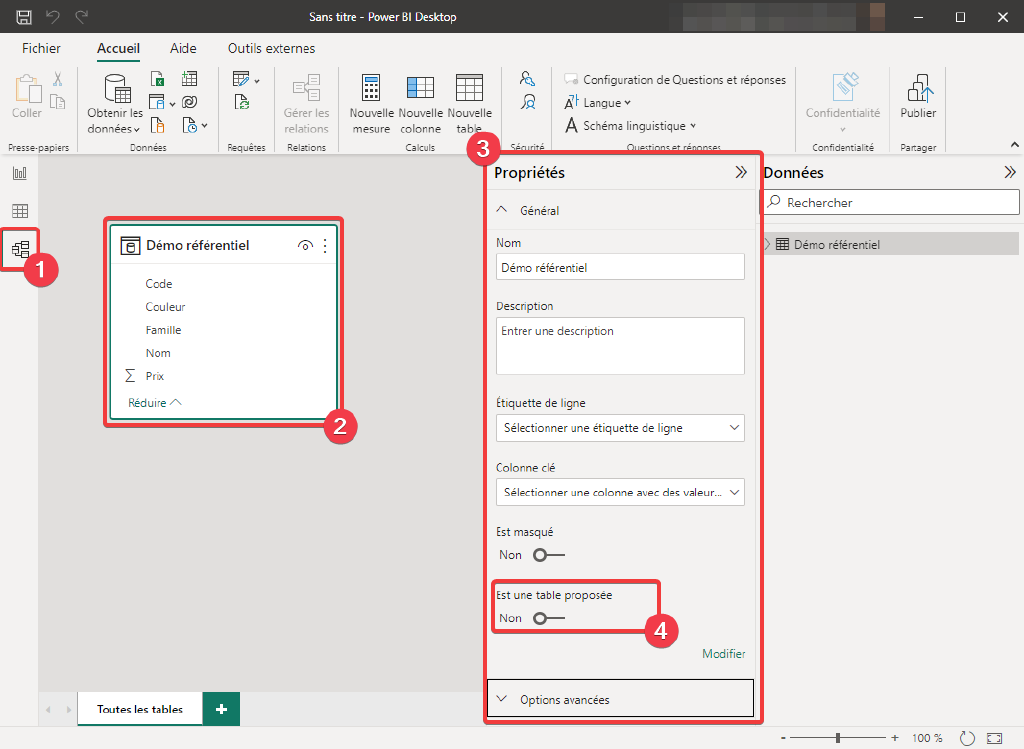 Sans titre - Power BI Desktop
Fichier Accueil Aide Outils externes
Coller
Obtenir les données
Gérer les relations
Nouvelle mesure
Nouvelle colonne
Nouvelle table
Configuration de Questions et réponses
Langue
Schéma linguistique
Confidentialité
Publier
Presse-papiers Données Requêtes Relations Calculs Sécurité Questions et réponses Confidentialité Partager
1
Démo référentiel
Code
Couleur
Famille
Nom
Σ Prix
Réduire
2
3
Propriétés
Général
Nom
Démo référentiel
Description
Entrer une description
Étiquette de ligne
Sélectionner une étiquette de ligne
Colonne clé
Sélectionner une colonne avec des valeur...
Est masqué
Non
Est une table proposée
Non
4
Modifier
Options avancées
Données
Rechercher
Démo référentiel
Toutes les tables +
- + 100 %